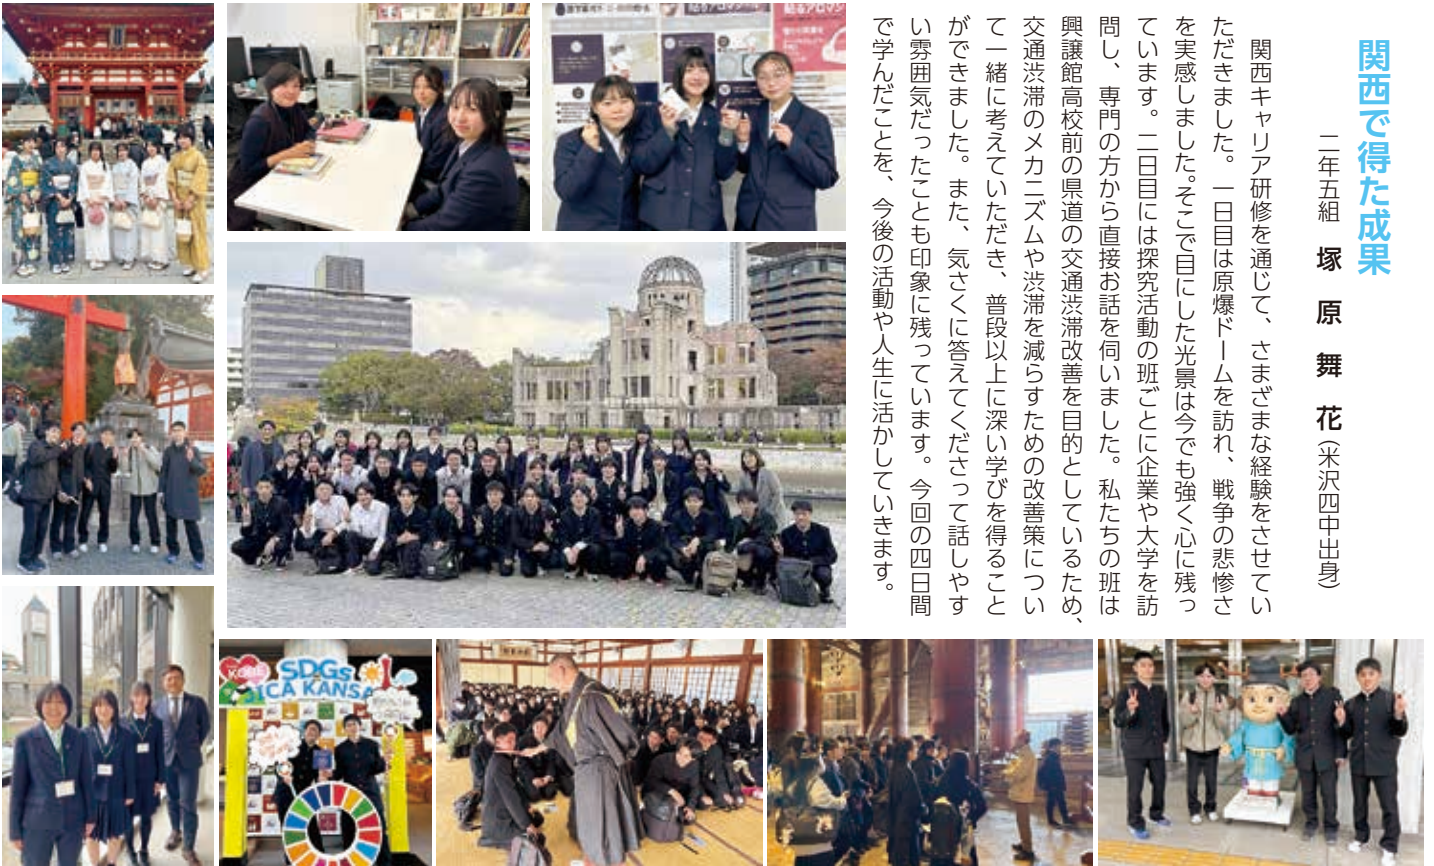 関西で得た成果
二年五組　塚原舞花（米沢四中出身）
　関西キャリア研修を通じて、さまざまな経験をさせてい
ただきました。一日目は原爆ドームを訪れ、戦争の悲惨さ
を実感しました。そこで目にした光景は今でも強く心に残っ
ています。二日目には探究活動の班ごとに企業や大学を訪
問し、専門の方から直接お話を伺いました。私たちの班は
興譲館高校前の県道の交通渋滞改善を目的としているため、
交通渋滞のメカニズムや渋滞を減らすための改善策につい
て一緒に考えていただき、普段以上に深い学びを得ること
ができました。また、気さくに答えてくださって話しやす
い雰囲気だったことも印象に残っています。今回の四日間
で学んだことを、今後の活動や人生に活かしていきます。
貼るアロマシ
KOBE
SDGs
ICA KANSA